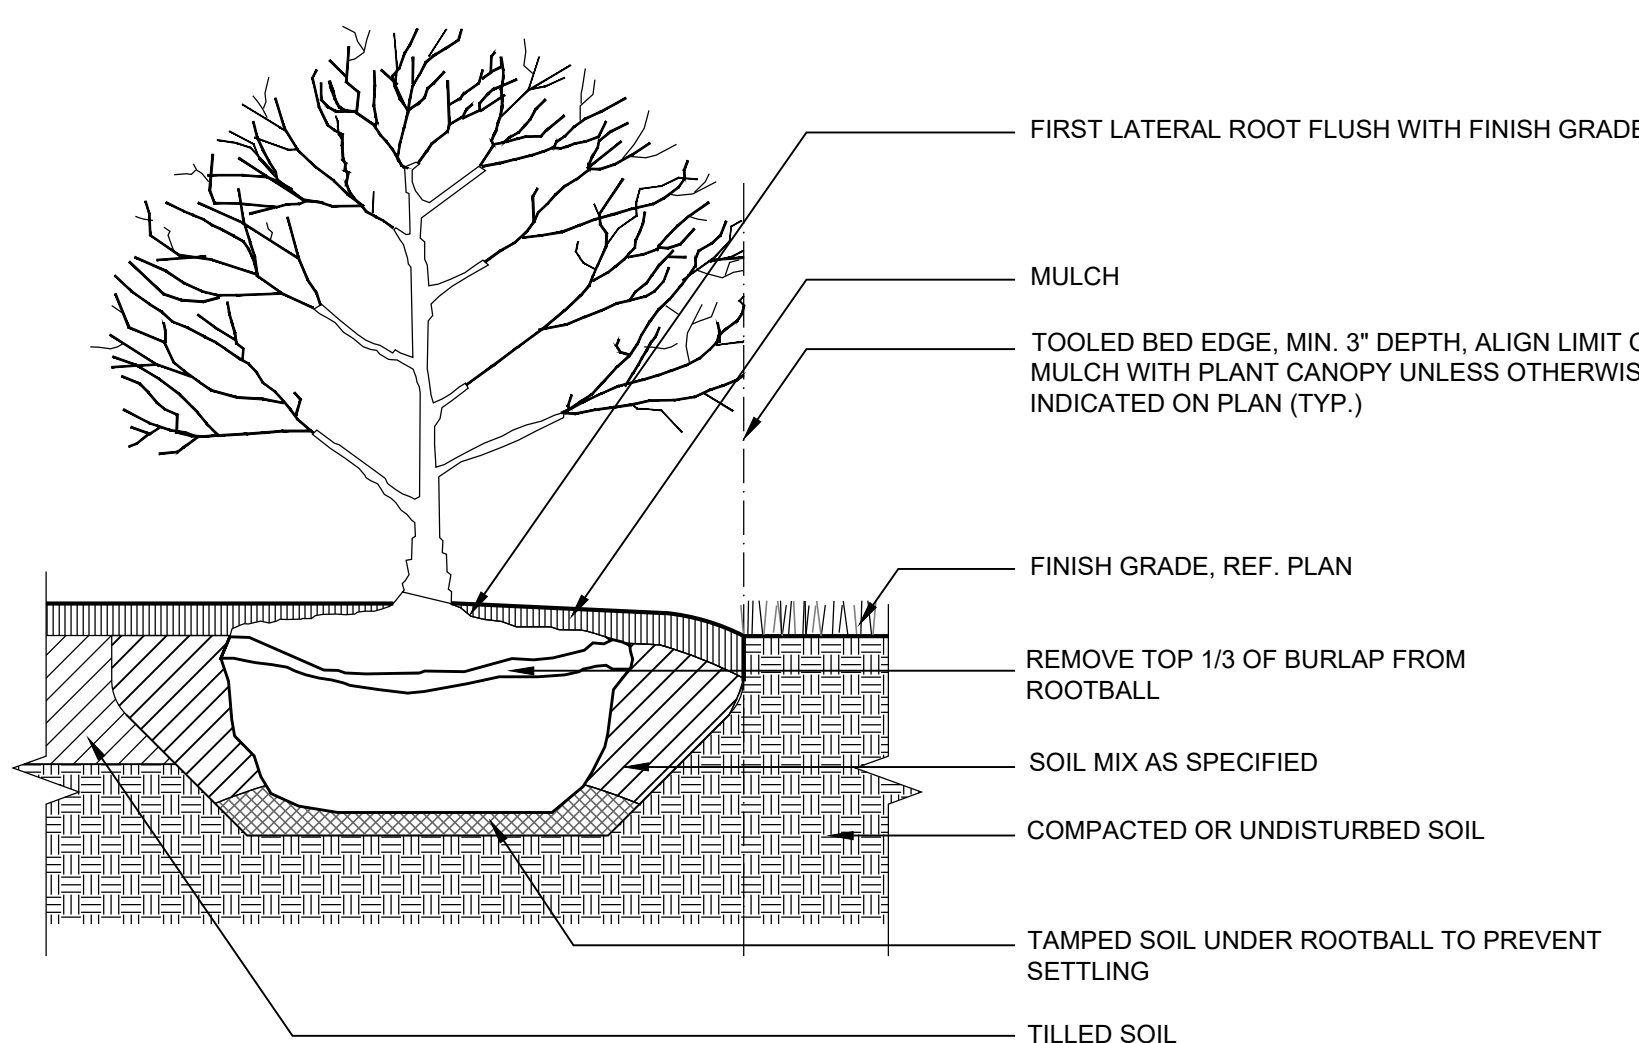 FIRST LATERAL ROOT FLUSH WITH FINISH GRADE
MULCH
TOOLED BED EDGE, MIN. 3" DEPTH, ALIGN LIMIT
MULCH WITH PLANT CANOPY UNLESS OTHERWIS
INDICATED ON PLAN (TYP.)
FINISH GRADE, REF. PLAN
REMOVE TOP 1/3 OF BURLAP FROM
ROOTBALL
SOIL MIX AS SPECIFIED
COMPACTED OR UNDISTURBED SOIL
TAMPED SOIL UNDER ROOTBALL TO PREVENT
SETTLING
TILLED SOIL